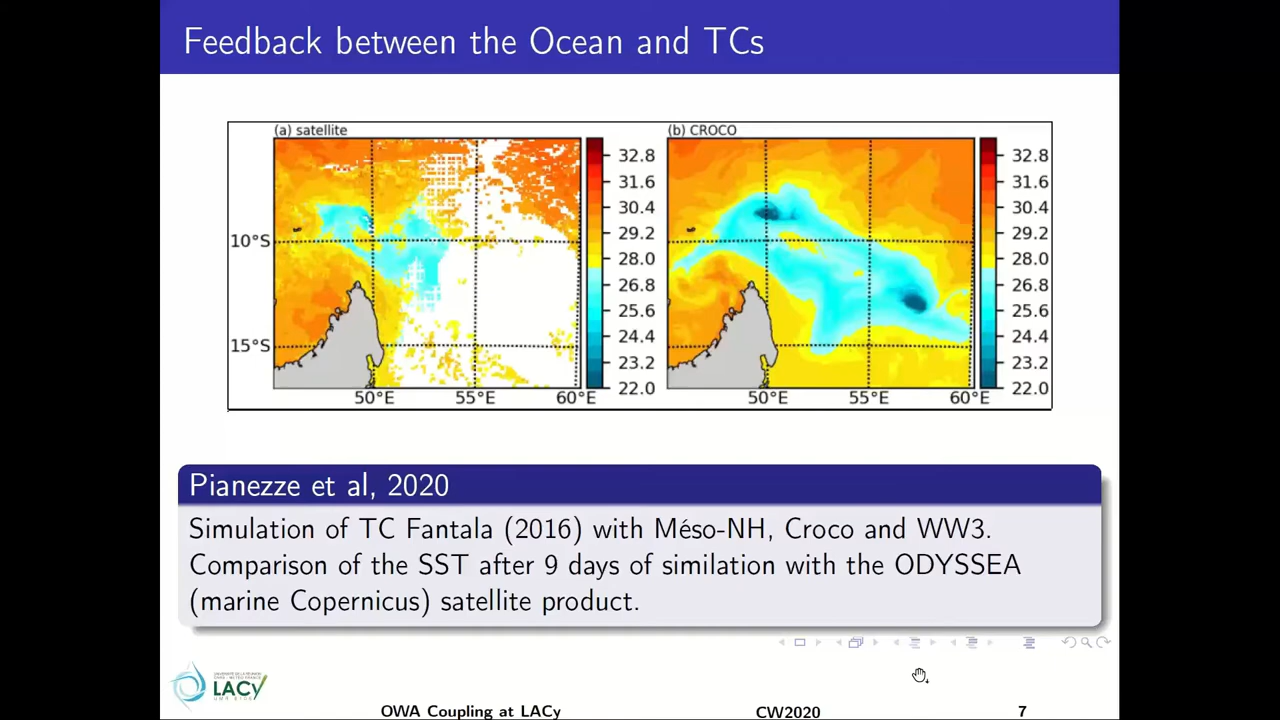 Feedback between the Ocean and TCs
(a) satellite
(b) CROCO
32.8
31.6
30.4
29.2
28.0
26.8
25.6
24.4
23.2
22.0
10°S
15°S
50°E 55°E 60°E
32.8
31.6
30.4
29.2
28.0
26.8
25.6
24.4
23.2
22.0
50°E 55°E 60°E
Pianezze et al, 2020
Simulation of TC Fantala (2016) with Méso-NH, Croco and WW3.
Comparison of the SST after 9 days of similation with the ODYSSEA
(marine Copernicus) satellite product.
LACy
OWA Coupling at LACy CW2020 7